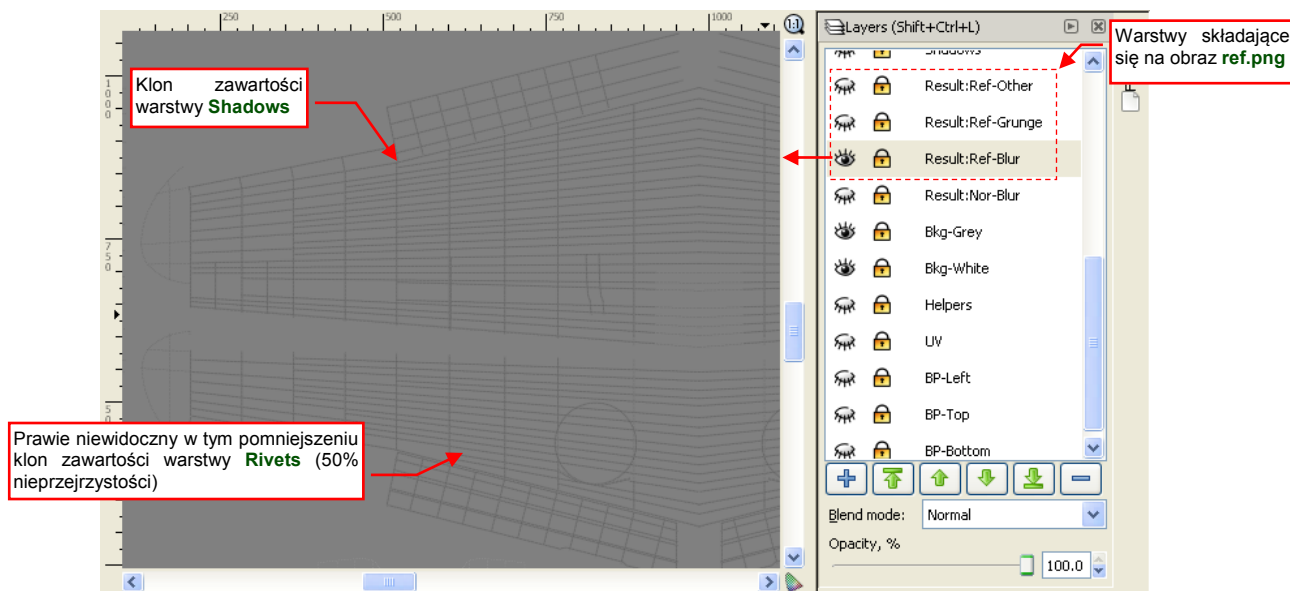 250
500
750
1000
1:1
Layers (Shift+Ctrl+L)
Warstwy składające
się na obraz ref.png
Klon zawartości
warstwy Shadows
1000
750
Shadows
Result:Ref-Other
Result:Ref-Grunge
Result:Ref-Blur
Result:Nor-Blur
Bkg-Grey
Bkg-White
Helpers
UV
BP-Left
BP-Top
BP-Bottom
Prawie niewidoczny w tym pomniejszeniu
klon zawartości warstwy Rivets (50%
nieprzejrzystości)
Blend mode: Normal
Opacity, %
100.0